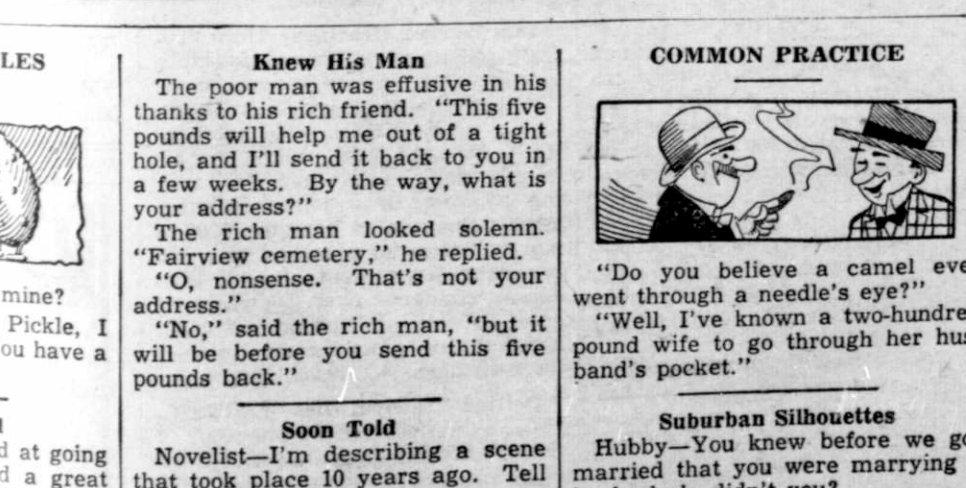 LES
mine?
Pickle, I
ou have a
d at going
d a great
Knew His Man
The poor man was effusive in his
thanks to his rich friend. "This five
pounds will help me out of a tight
hole, and I'll send it back to you in
a few weeks. By the way, what is
your address?"
The rich man looked solemn.
"Fairview cemetery," he replied.
"O, nonsense. That's not your
address."
"No," said the rich man, "but it
will be before you send this five
pounds back."
Soon Told
Novelist—I'm describing a scene
that took place 10 years ago. Tell
COMMON PRACTICE
"Do you believe a camel eve
went through a needle's eye?"
"Well, I've known a two-hundre
pound wife to go through her hus
band's pocket."
Suburban Silhouettes
Hubby—You knew before we go
married that you were marrying
didn't you?